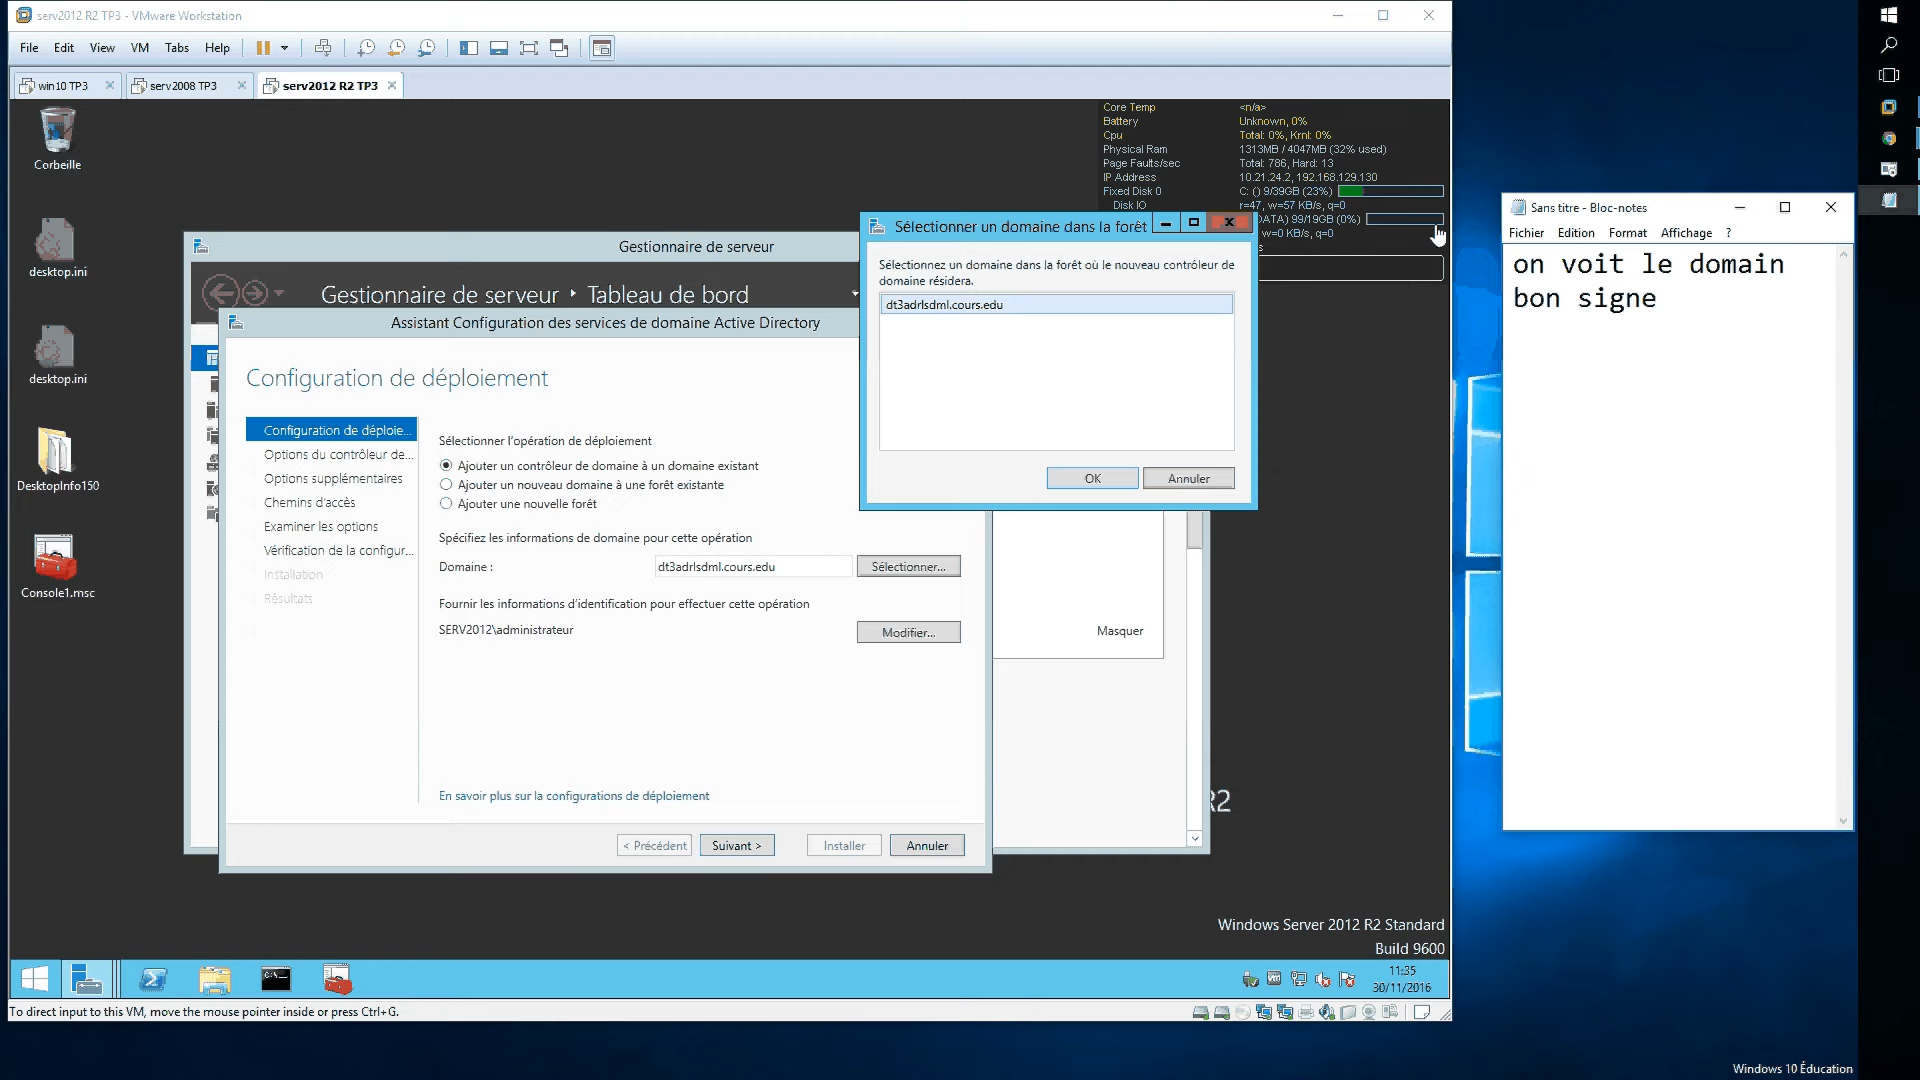 serv2012 R2 TP3 - VMware Workstation
File Edit View VM Tabs Help
win10 TP3
serv2008 TP3
serv2012 R2 TP3
Corbeille
desktop.ini
desktop.ini
DesktopInfo150
Console1.msc
Core Temp <n/a>
Battery Unknown, 0%
Cpu Total: 0%, Krnl: 0%
Physical Ram 1313MB / 4047MB (32% used)
Page Faults/sec Total: 786, Hard: 13
IP Address 10.21.24.2, 192.168.129.130
Fixed Disk 0 C: () 9/39GB (23%)
Disk IO r=47, w=57 KB/s, q=0
DATA) 99/19GB (0%)
w=0 KB/s, q=0
s
Gestionnaire de serveur
Gestionnaire de serveur Tableau de bord
Assistant Configuration des services de domaine Active Directory
Configuration de déploiement
Configuration de déploie...
Options du contrôleur de...
Options supplémentaires
Chemins d'accès
Examiner les options
Vérification de la configur...
Installation
Résultats
Sélectionner l'opération de déploiement
Ajouter un contrôleur de domaine à un domaine existant
Ajouter un nouveau domaine à une forêt existante
Ajouter une nouvelle forêt
Spécifiez les informations de domaine pour cette opération
Domaine : dt3adrlsdml.cours.edu Sélectionner...
Fournir les informations d'identification pour effectuer cette opération
SERV2012\administrateur Modifier...
En savoir plus sur la configurations de déploiement
< Précédent Suivant > Installer Annuler
Masquer
Sélectionner un domaine dans la forêt
Sélectionnez un domaine dans la forêt où le nouveau contrôleur de
domaine résidera.
dt3adrlsdml.cours.edu
OK Annuler
R2
Windows Server 2012 R2 Standard
Build 9600
11:35
30/11/2016
To direct input to this VM, move the mouse pointer inside or press Ctrl+G.
Sans titre - Bloc-notes
Fichier Edition Format Affichage ?
on voit le domain
bon signe
Windows 10 Éducation